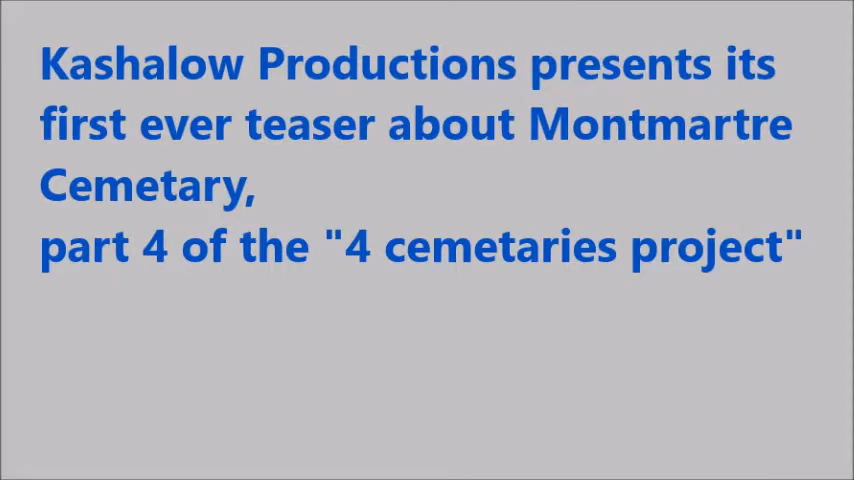 Kashalow Productions presents its
first ever teaser about Montmartre
Cemetary,
part 4 of the "4 cemetaries project"